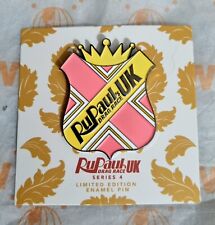 RuPaul's UK
DRAG RACE
RuPaul's UK
DRAG RACE
SERIES 4
LIMITED EDITION
ENAMEL PIN